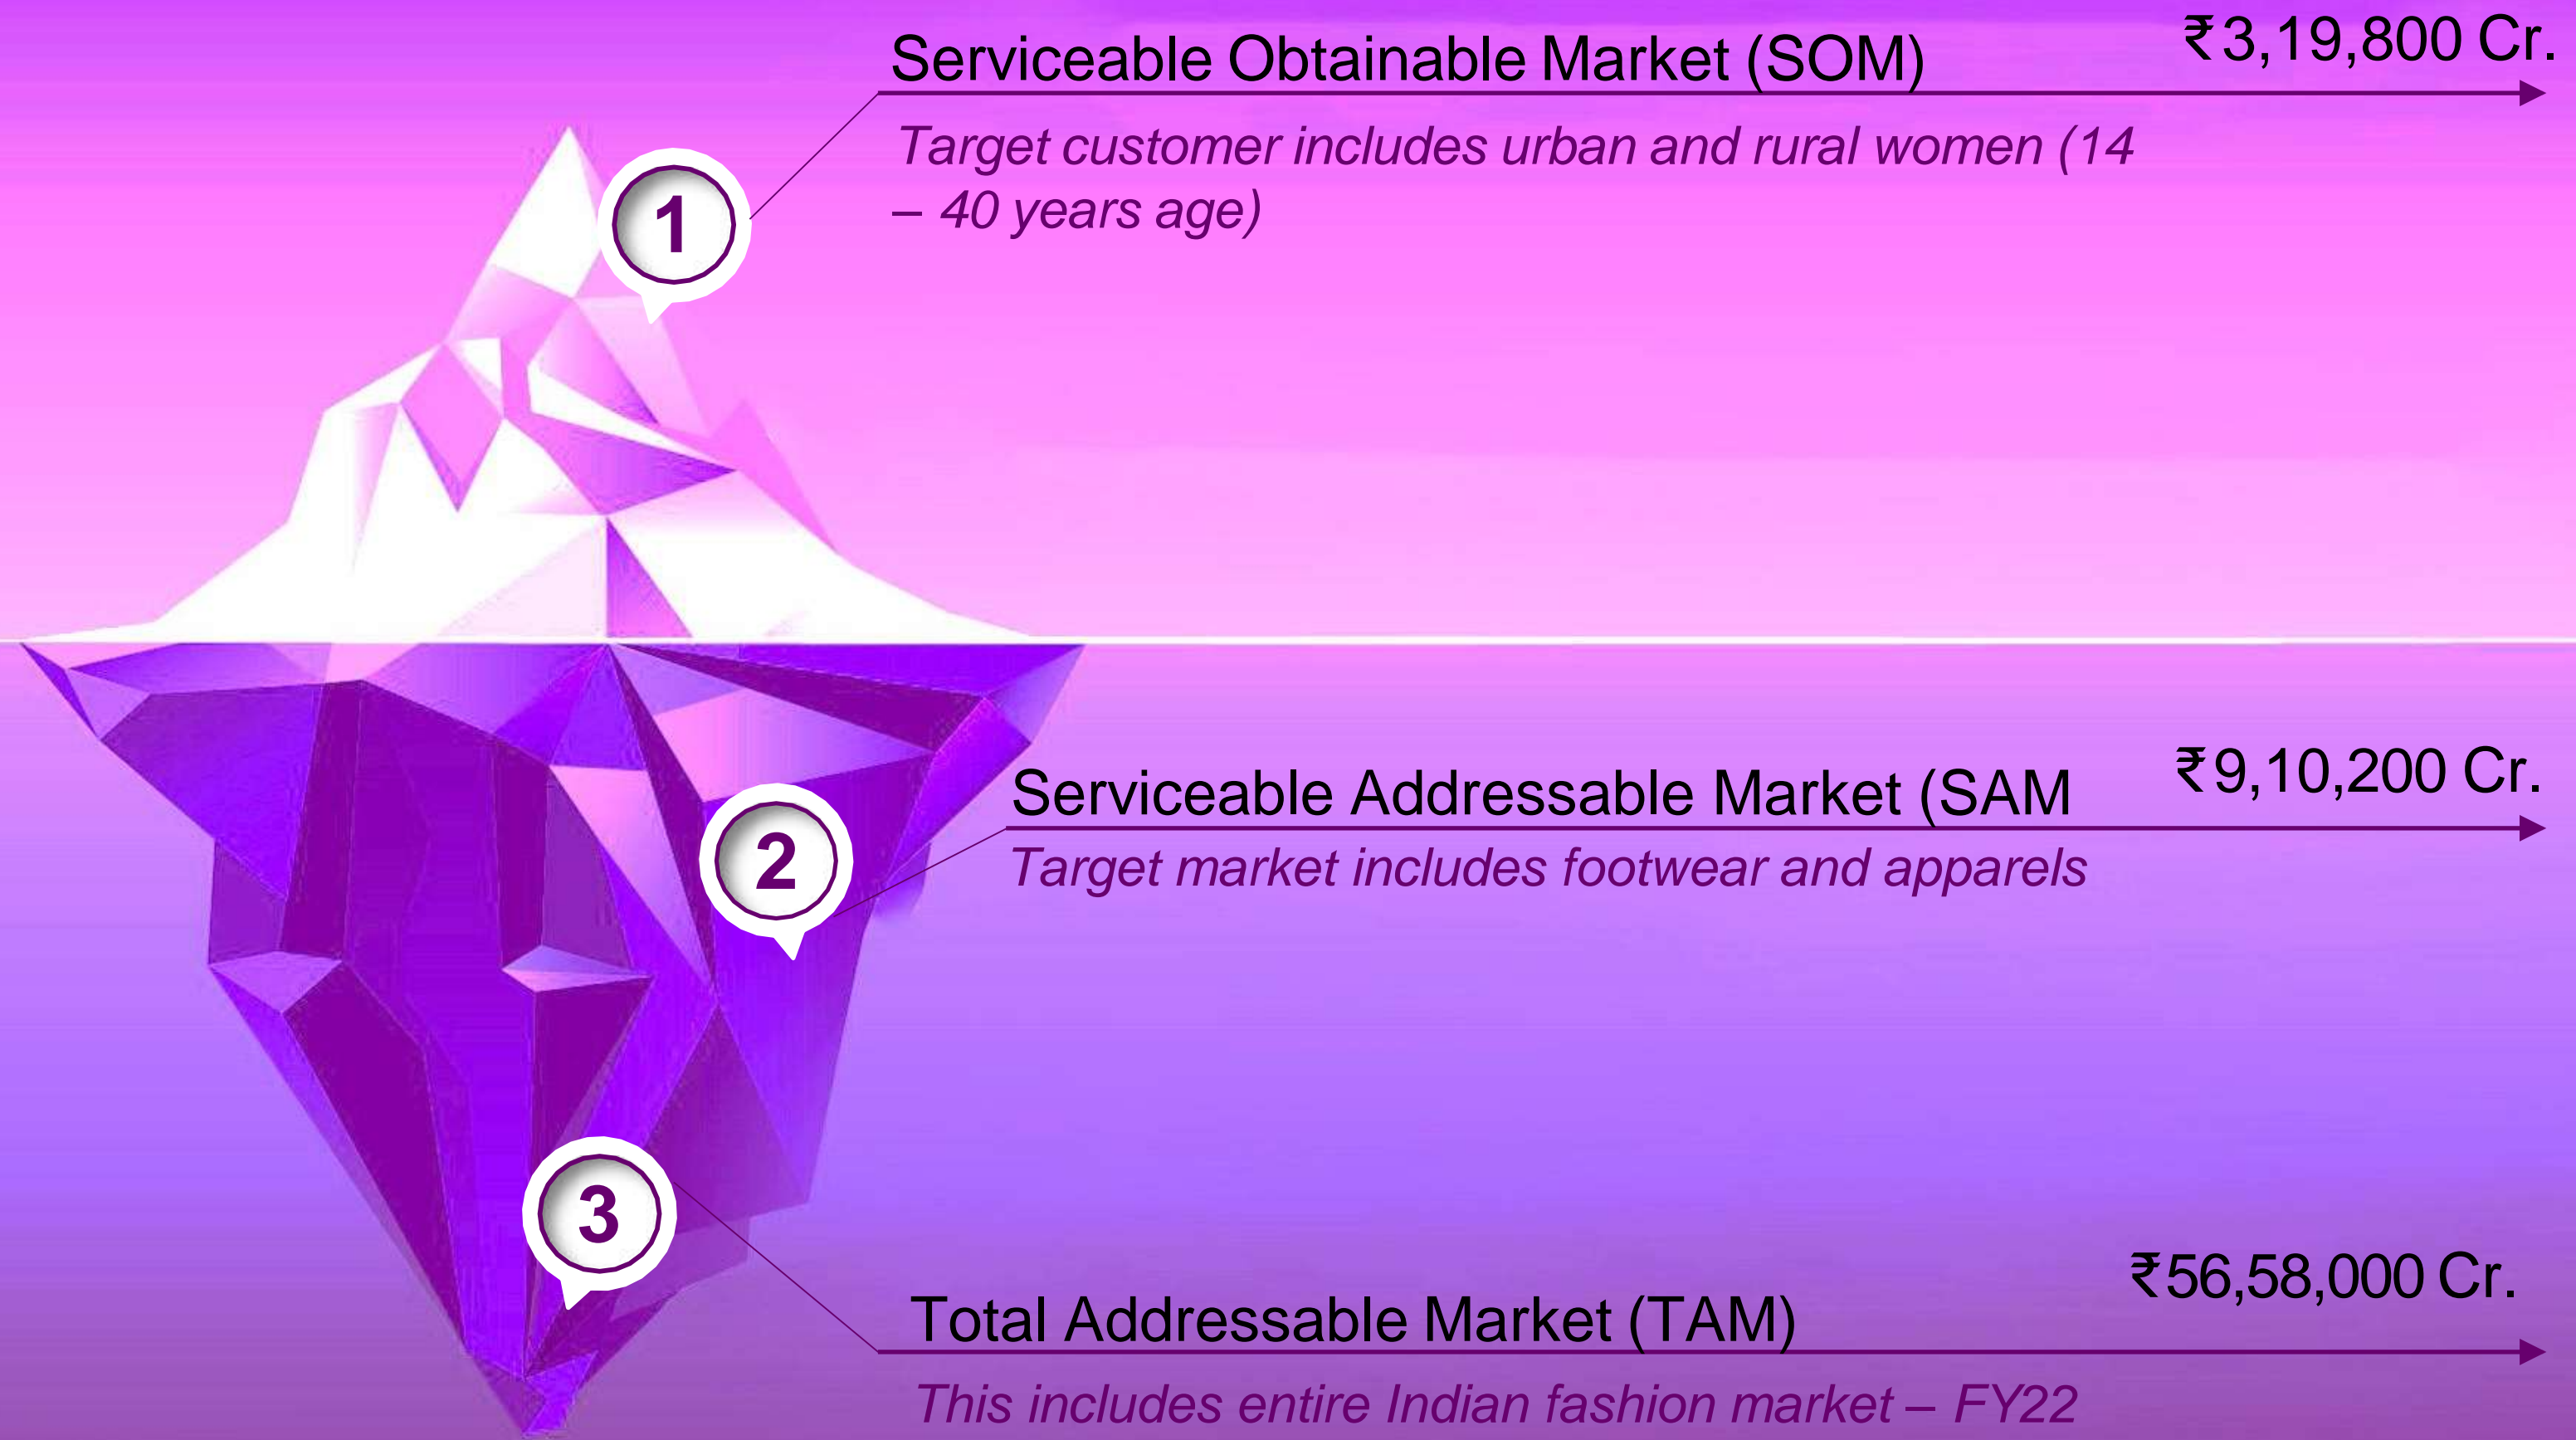 Serviceable Obtainable Market (SOM)
₹3,19,800 Cr.
Target customer includes urban and rural women (14
– 40 years age)
1
Serviceable Addressable Market (SAM
₹9,10,200 Cr.
Target market includes footwear and apparels
2
3
Total Addressable Market (TAM)
₹56,58,000 Cr.
This includes entire Indian fashion market – FY22